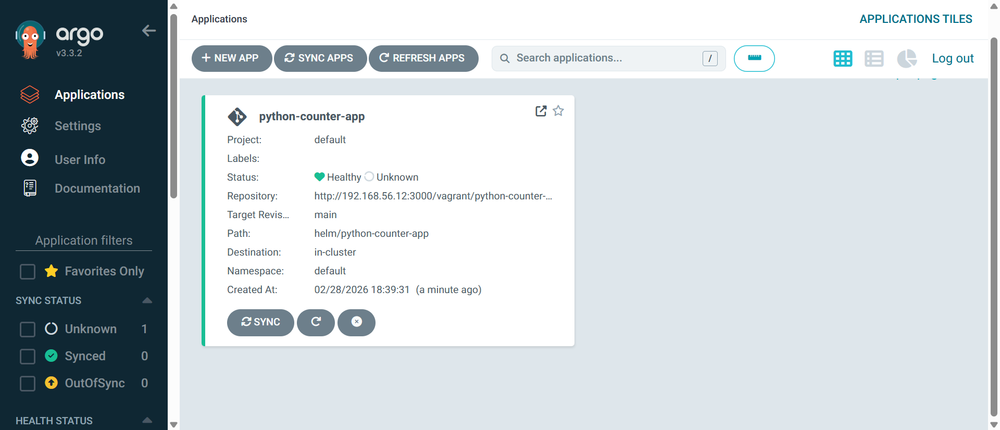 argo
v3.3.2
Applications
Settings
User Info
Documentation
Application filters
Favorites Only
SYNC STATUS
Unknown 1
Synced 0
OutOfSync 0
HEALTH STATUS
Applications
APPLICATIONS TILES
NEW APP
SYNC APPS
REFRESH APPS
Search applications...
/
Log out
python-counter-app
Project: default
Labels:
Status: Healthy Unknown
Repository: http://192.168.56.12:3000/vagrant/python-counter-...
Target Revis... main
Path: helm/python-counter-app
Destination: in-cluster
Namespace: default
Created At: 02/28/2026 18:39:31 (a minute ago)
SYNC